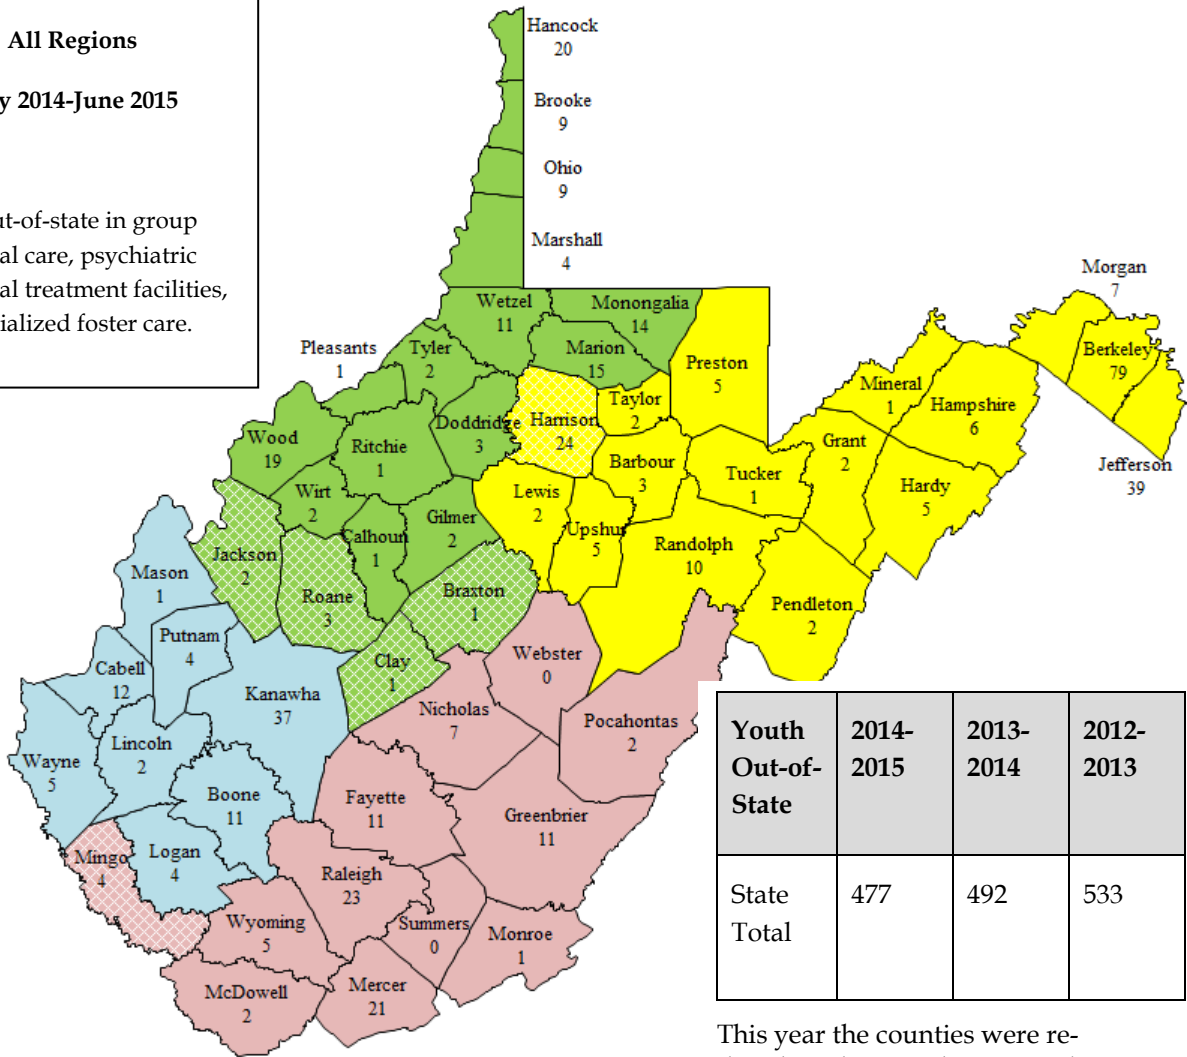 All Regions
y 2014-June 2015
ut-of-state in group
al care, psychiatric
al treatment facilities,
ialized foster care.
Hancock
20
Brooke
9
Ohio
9
Marshall
4
Wetzel
11
Monongalia
14
Marion
15
Pleasants
1
Tyler
2
Preston
5
Morgan
7
Berkeley
79
Jefferson
39
Mineral
1
Hampshire
6
Grant
2
Hardy
5
Taylor
2
Harrison
24
Doddridge
3
Wood
19
Ritchie
1
Barbour
3
Tucker
1
Wirt
2
Calhoun
1
Gilmer
2
Lewis
2
Upshur
5
Randolph
10
Pendleton
2
Jackson
2
Roane
3
Braxton
1
Clay
1
Mason
1
Putnam
4
Cabell
12
Kanawha
37
Wayne
5
Lincoln
2
Boone
11
Logan
4
Mingo
4
Webster
0
Nicholas
7
Pocahontas
2
Fayette
11
Greenbrier
11
Raleigh
23
Summers
0
Monroe
1
Wyoming
5
McDowell
2
Mercer
21
Youth Out-of-State 2014-2015 2013-2014 2012-2013
State Total 477 492 533
This year the counties were re-